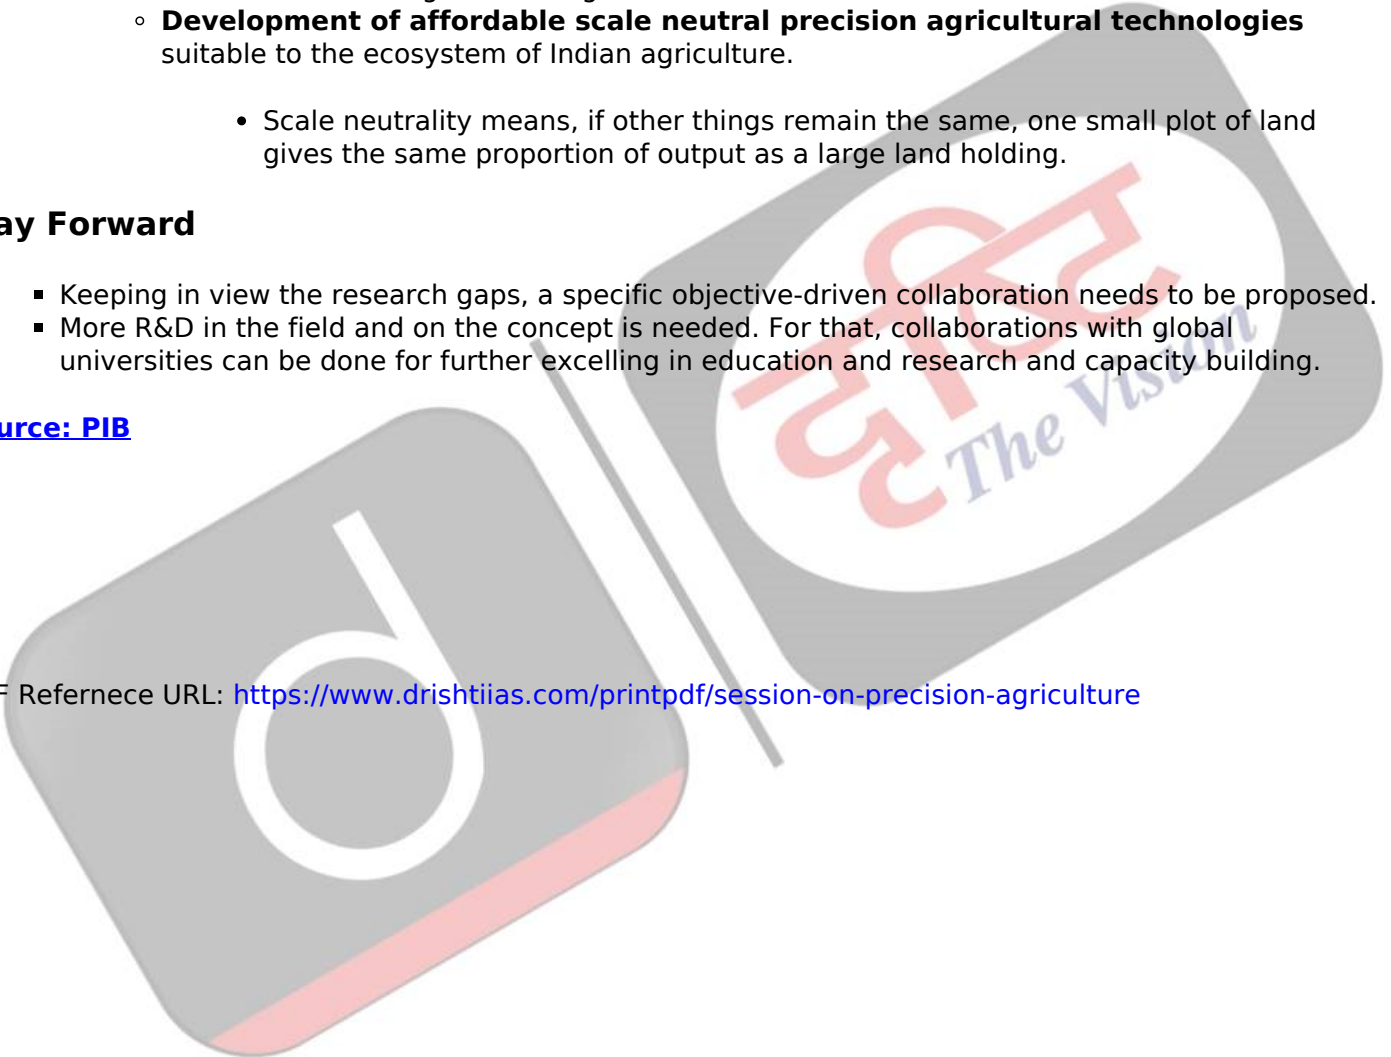 Development of affordable scale neutral precision agricultural technologies
suitable to the ecosystem of Indian agriculture.
Scale neutrality means, if other things remain the same, one small plot of land
gives the same proportion of output as a large land holding.
ay Forward
Keeping in view the research gaps, a specific objective-driven collaboration needs to be proposed.
More R&D in the field and on the concept is needed. For that, collaborations with global
universities can be done for further excelling in education and research and capacity building.
urce: PIB
F Refernece URL: https://www.drishtiias.com/printpdf/session-on-precision-agriculture
d
दृष्टि
The Vision